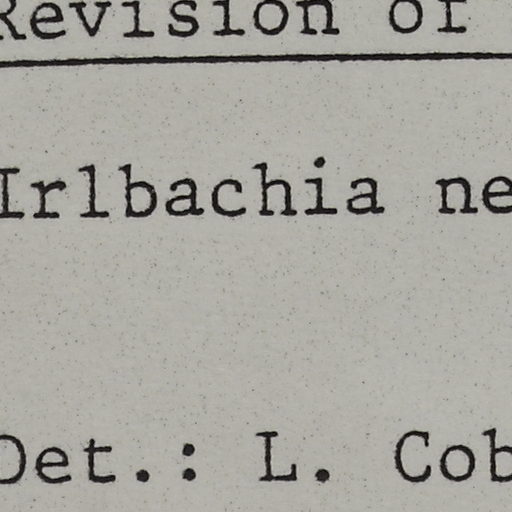 Revision of
Irlbachia ne
Det.: L. Cob